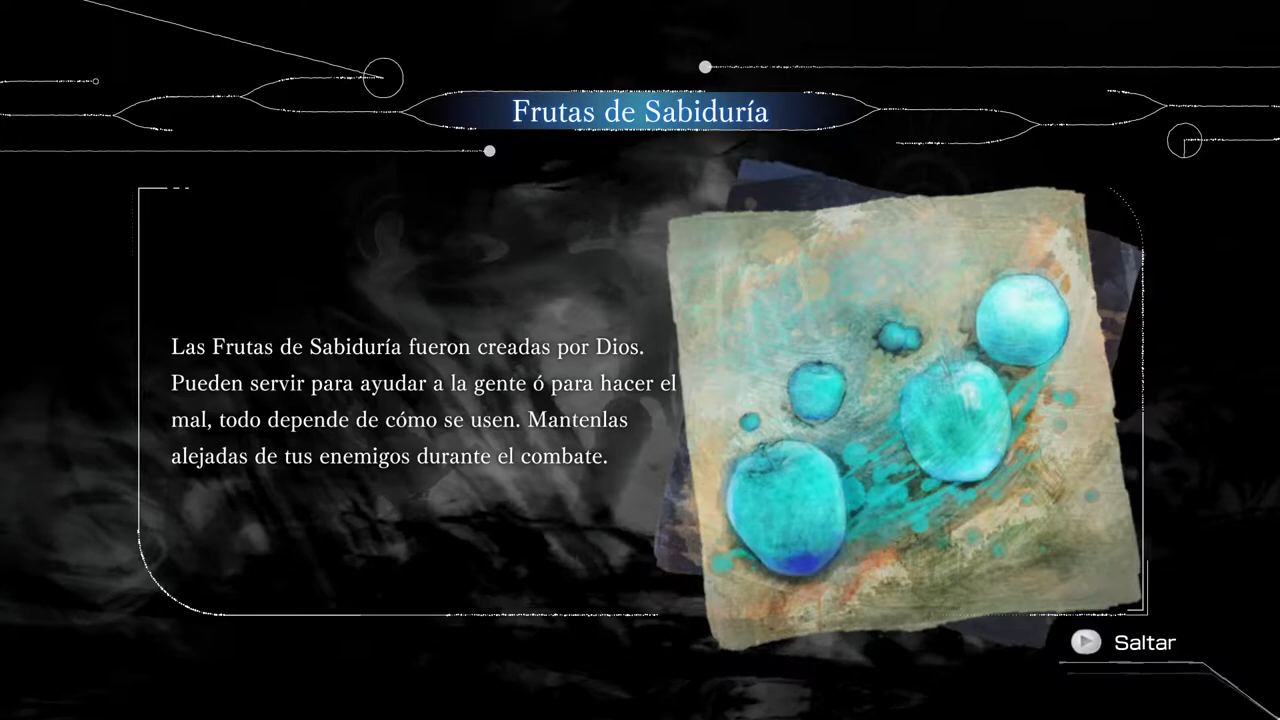 Frutas de Sabiduría
Las Frutas de Sabiduría fueron creadas por Dios.
Pueden servir para ayudar a la gente ó para hacer el
mal, todo depende de cómo se usen. Mantenlas
alejadas de tus enemigos durante el combate.
Saltar